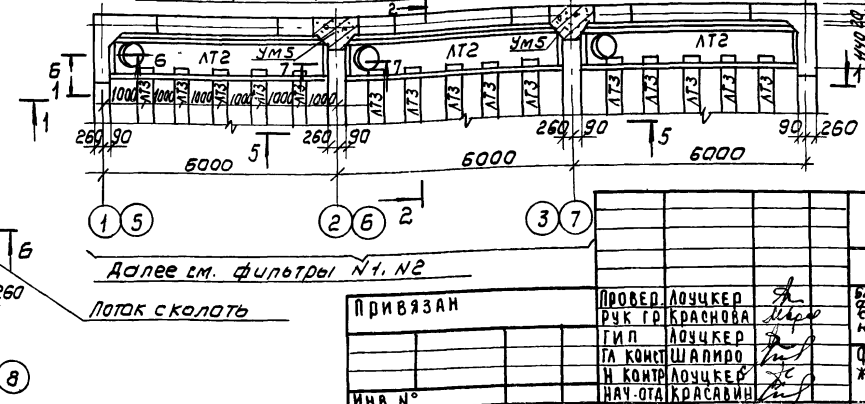 2
Ум5
Ум5
ЛТ2
ЛТ2
ЛТ2
6
7
7
Б
1
1
1000 ЛТ3 1000 ЛТ3 1000 ЛТ3 1000 ЛТ3 1000 ЛТ3 1000
ЛТ3 ЛТ3 ЛТ3 ЛТ3
ЛТ3 ЛТ3 ЛТ3 ЛТ3 ЛТ3
260 90 260 90 260 90 90 260
5 5
6000 6000 6000
1 5 2 6 2 3 7
Б
Далее см. фильтры №1, №2
260
Лоток сколоть
8
Привязан
Инв. №
Провер. Лоуцкер
Рук гр Краснова
ГИП Лоуцкер
Гл конст Шапиро
Н контр Лоуцкер
Нач. отд Красавин